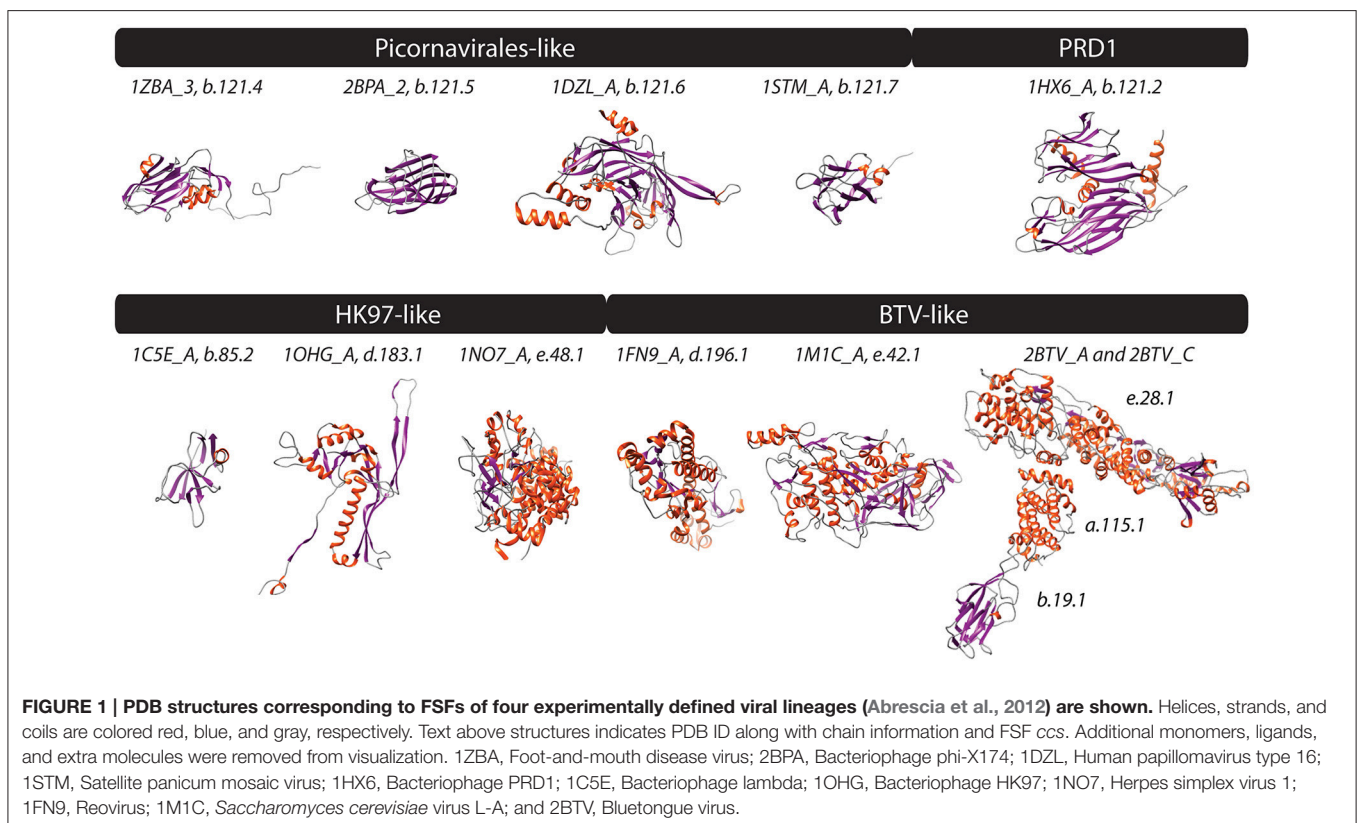 Picornavirales-like
PRD1
1ZBA_3, b.121.4
2BPA_2, b.121.5
1DZL_A, b.121.6
1STM_A, b.121.7
1HX6_A, b.121.2
HK97-like
BTV-like
1C5E_A, b.85.2
1OHG_A, d.183.1
1NO7_A, e.48.1
1FN9_A, d.196.1
1M1C_A, e.42.1
2BTV_A and 2BTV_C
e.28.1
a.115.1
b.19.1
FIGURE 1 | PDB structures corresponding to FSFs of four experimentally defined viral lineages (Abrescia et al., 2012) are shown. Helices, strands, and
coils are colored red, blue, and gray, respectively. Text above structures indicates PDB ID along with chain information and FSF ccs. Additional monomers, ligands,
and extra molecules were removed from visualization. 1ZBA, Foot-and-mouth disease virus; 2BPA, Bacteriophage phi-X174; 1DZL, Human papillomavirus type 16;
1STM, Satellite panicum mosaic virus; 1HX6, Bacteriophage PRD1; 1C5E, Bacteriophage lambda; 1OHG, Bacteriophage HK97; 1NO7, Herpes simplex virus 1;
1FN9, Reovirus; 1M1C, Saccharomyces cerevisiae virus L-A; and 2BTV, Bluetongue virus.